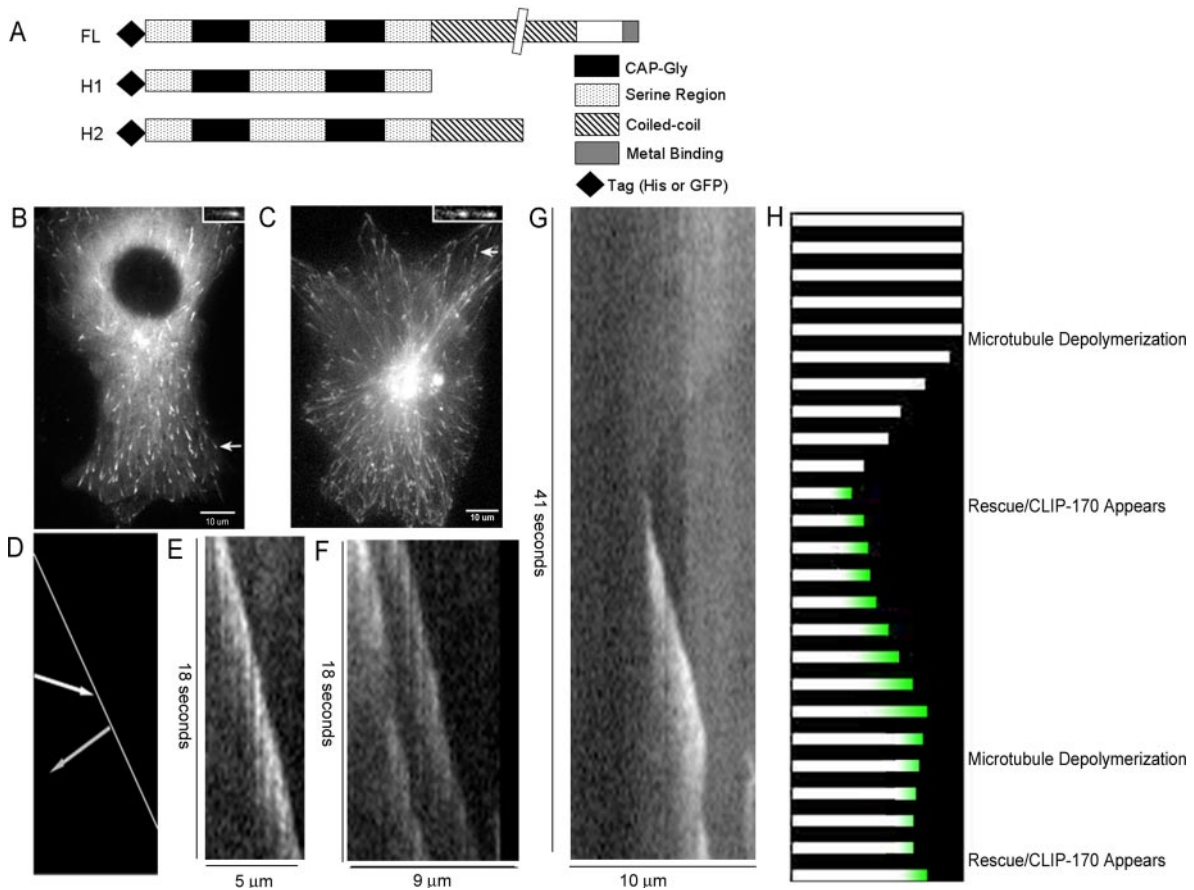 A
FL
H1
H2
CAP-Gly
Serine Region
Coiled-coil
Metal Binding
Tag (His or GFP)
B
10 um
C
10 um
D
E
18 seconds
5 μm
F
18 seconds
9 μm
G
41 seconds
10 μm
H
Microtubule Depolymerization
Rescue/CLIP-170 Appears
Microtubule Depolymerization
Rescue/CLIP-170 Appears